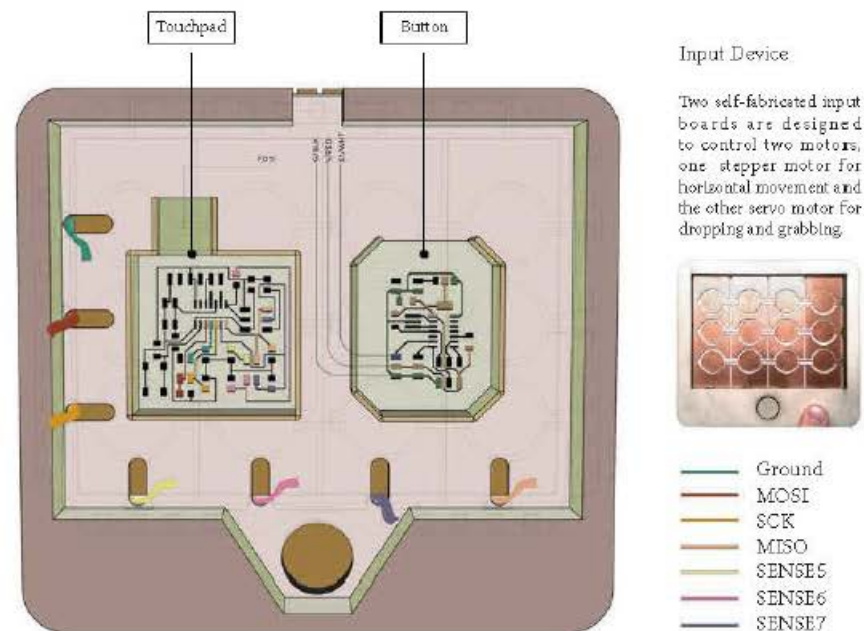 Touchpad
Button
Input Device
Two self-fabricated input
boards are designed
to control two motors,
one stepper motor for
horizontal movement and
the other servo motor for
dropping and grabbing.
Ground
MOSI
SCK
MISO
SENSE5
SENSE6
SENSE7